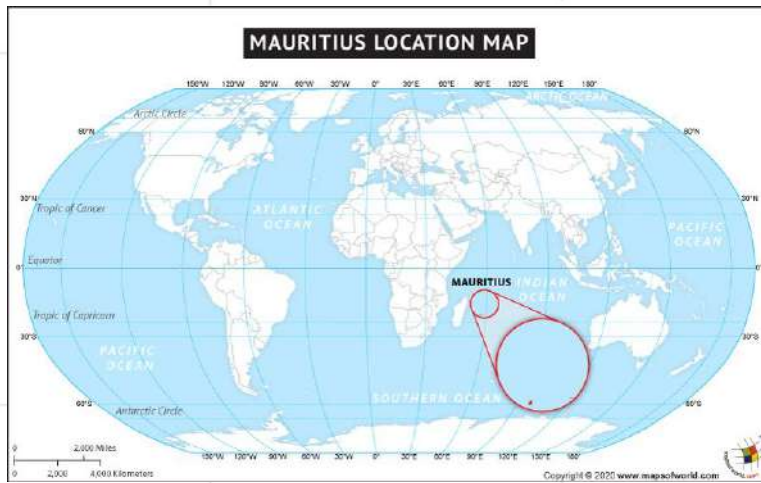 MAURITIUS LOCATION MAP
150°W 120°W 90°W 60°W 30°W 0° 30°E 60°E 90°E 120°E 150°E 180°
ARCTIC OCEAN
Arctic Circle
60°N 60°N
30°N 30°N
Tropic of Cancer
ATLANTIC
OCEAN
PACIFIC
OCEAN
Equator
0° 0°
MAURITIUS
INDIAN
OCEAN
Tropic of Capricorn
30°S 30°S
PACIFIC
OCEAN
SOUTHERN OCEAN
60°S 60°S
Antarctic Circle
150°W 120°W 90°W 60°W 30°W 0° 30°E 60°E 90°E 120°E 150°E 180°
0 2,000 Miles
0 2,000 4,000 Kilometers
Copyright © 2020 www.mapsofworld.com